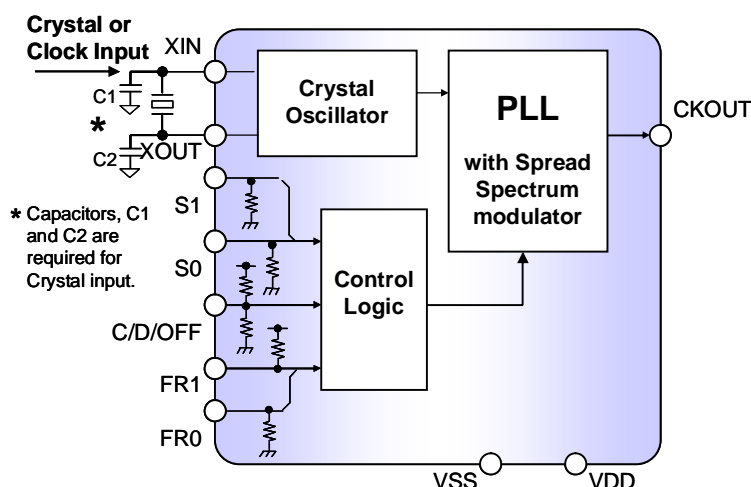 Crystal or
Clock Input
XIN
C1
*
C2
XOUT
Crystal
Oscillator
PLL
with Spread
Spectrum
modulator
CKOUT
S1
* Capacitors, C1
and C2 are
required for
Crystal input.
S0
Control
Logic
C/D/OFF
FR1
FR0
VSS
VDD